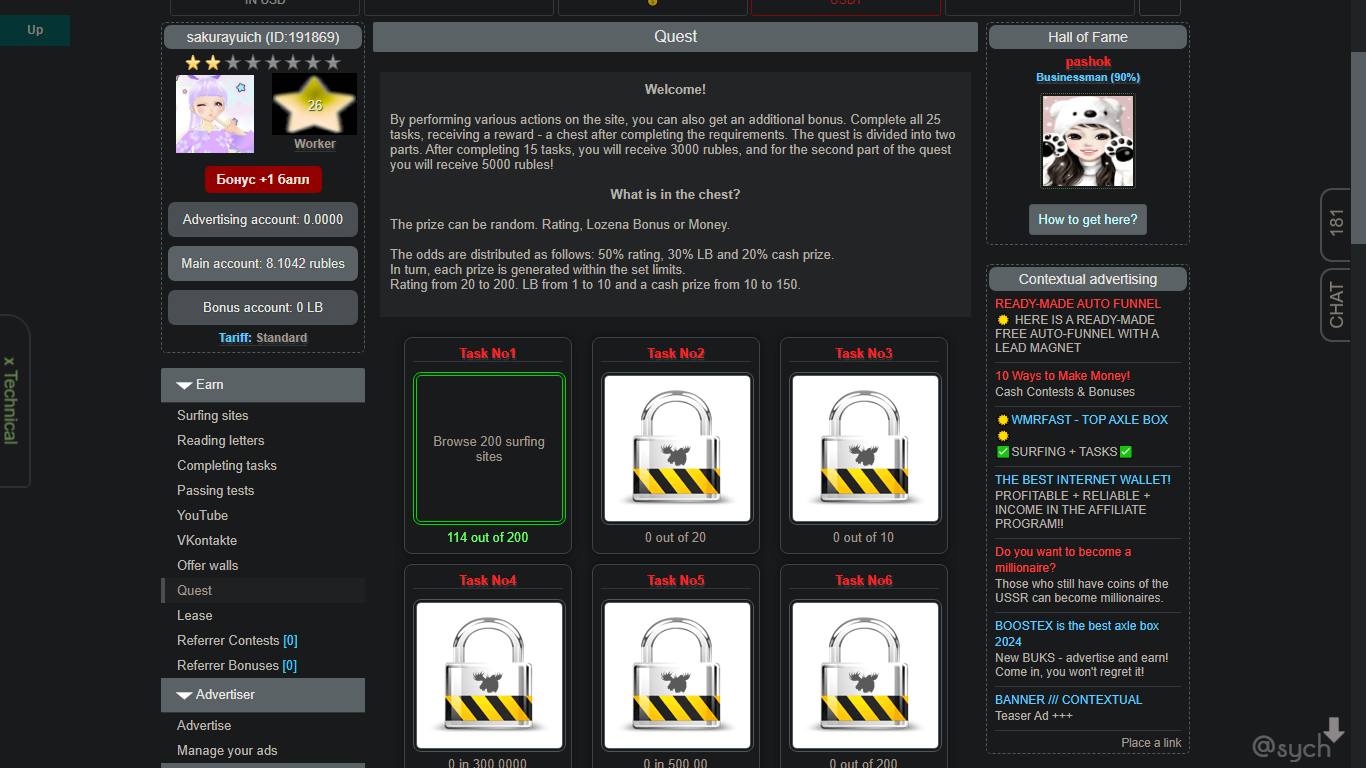 IN USD
USDT
Up
sakurayuich (ID:191869)
26
Worker
Бонус +1 балл
Advertising account: 0.0000
Main account: 8.1042 rubles
Bonus account: 0 LB
Tariff: Standard
x Technical
Earn
Surfing sites
Reading letters
Completing tasks
Passing tests
YouTube
VKontakte
Offer walls
Quest
Lease
Referrer Contests [0]
Referrer Bonuses [0]
Advertiser
Advertise
Manage your ads
Quest
Welcome!
By performing various actions on the site, you can also get an additional bonus. Complete all 25
tasks, receiving a reward - a chest after completing the requirements. The quest is divided into two
parts. After completing 15 tasks, you will receive 3000 rubles, and for the second part of the quest
you will receive 5000 rubles!
What is in the chest?
The prize can be random. Rating, Lozena Bonus or Money.
The odds are distributed as follows: 50% rating, 30% LB and 20% cash prize.
In turn, each prize is generated within the set limits.
Rating from 20 to 200. LB from 1 to 10 and a cash prize from 10 to 150.
Task No1
Browse 200 surfing
sites
114 out of 200
Task No2
0 out of 20
Task No3
0 out of 10
Task No4
0 in 300.0000
Task No5
0 in 500.00
Task No6
0 out of 200
Hall of Fame
pashok
Businessman (90%)
How to get here?
Contextual advertising
READY-MADE AUTO FUNNEL
HERE IS A READY-MADE
FREE AUTO-FUNNEL WITH A
LEAD MAGNET
10 Ways to Make Money!
Cash Contests & Bonuses
WMRFAST - TOP AXLE BOX
SURFING + TASKS
THE BEST INTERNET WALLET!
PROFITABLE + RELIABLE +
INCOME IN THE AFFILIATE
PROGRAM!!
Do you want to become a
millionaire?
Those who still have coins of the
USSR can become millionaires.
BOOSTEX is the best axle box
2024
New BUKS - advertise and earn!
Come in, you won't regret it!
BANNER /// CONTEXTUAL
Teaser Ad +++
Place a link
181
CHAT
@sych